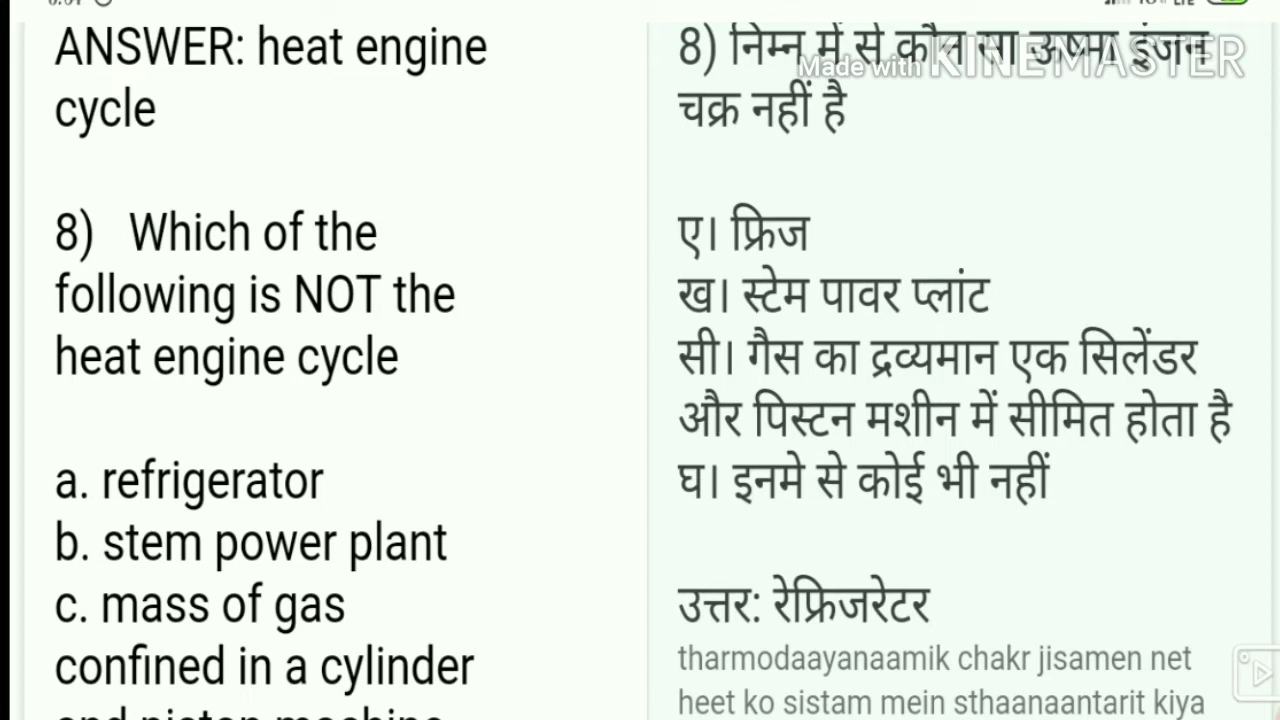 ANSWER: heat engine
cycle
8) Which of the
following is NOT the
heat engine cycle
a. refrigerator
b. stem power plant
c. mass of gas
confined in a cylinder
and piston machine
8) निम्न में से कौन सा ऊष्मा इंजन
Made with KINEMASTER
चक्र नहीं है
ए। फ्रिज
ख। स्टेम पावर प्लांट
सी। गैस का द्रव्यमान एक सिलेंडर
और पिस्टन मशीन में सीमित होता है
घ। इनमे से कोई भी नहीं
उत्तर: रेफ्रिजरेटर
tharmodaayanaamik chakr jisamen net
heet ko sistam mein sthaanaantarit kiya